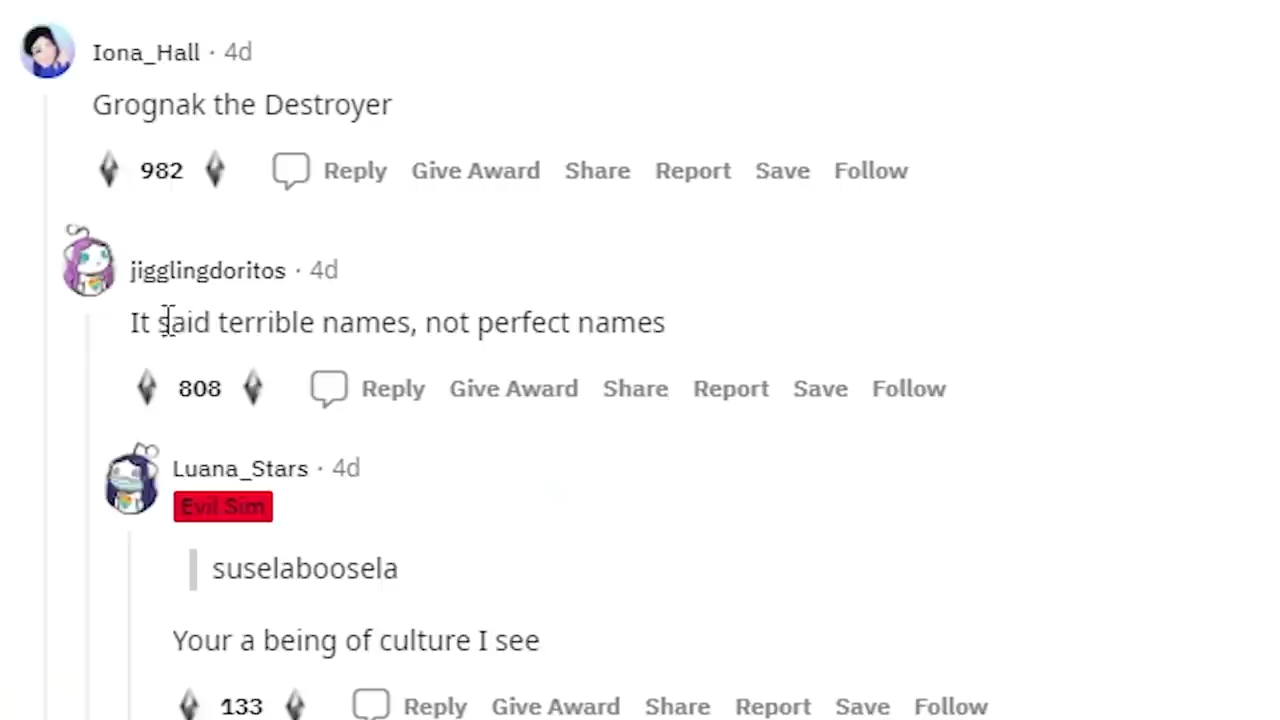 Iona_Hall · 4d
Grognak the Destroyer
982 Reply Give Award Share Report Save Follow
jigglingdoritos · 4d
It said terrible names, not perfect names
808 Reply Give Award Share Report Save Follow
Luana_Stars · 4d
Evil Sim
suselaboosela
Your a being of culture I see
133 Reply Give Award Share Report Save Follow